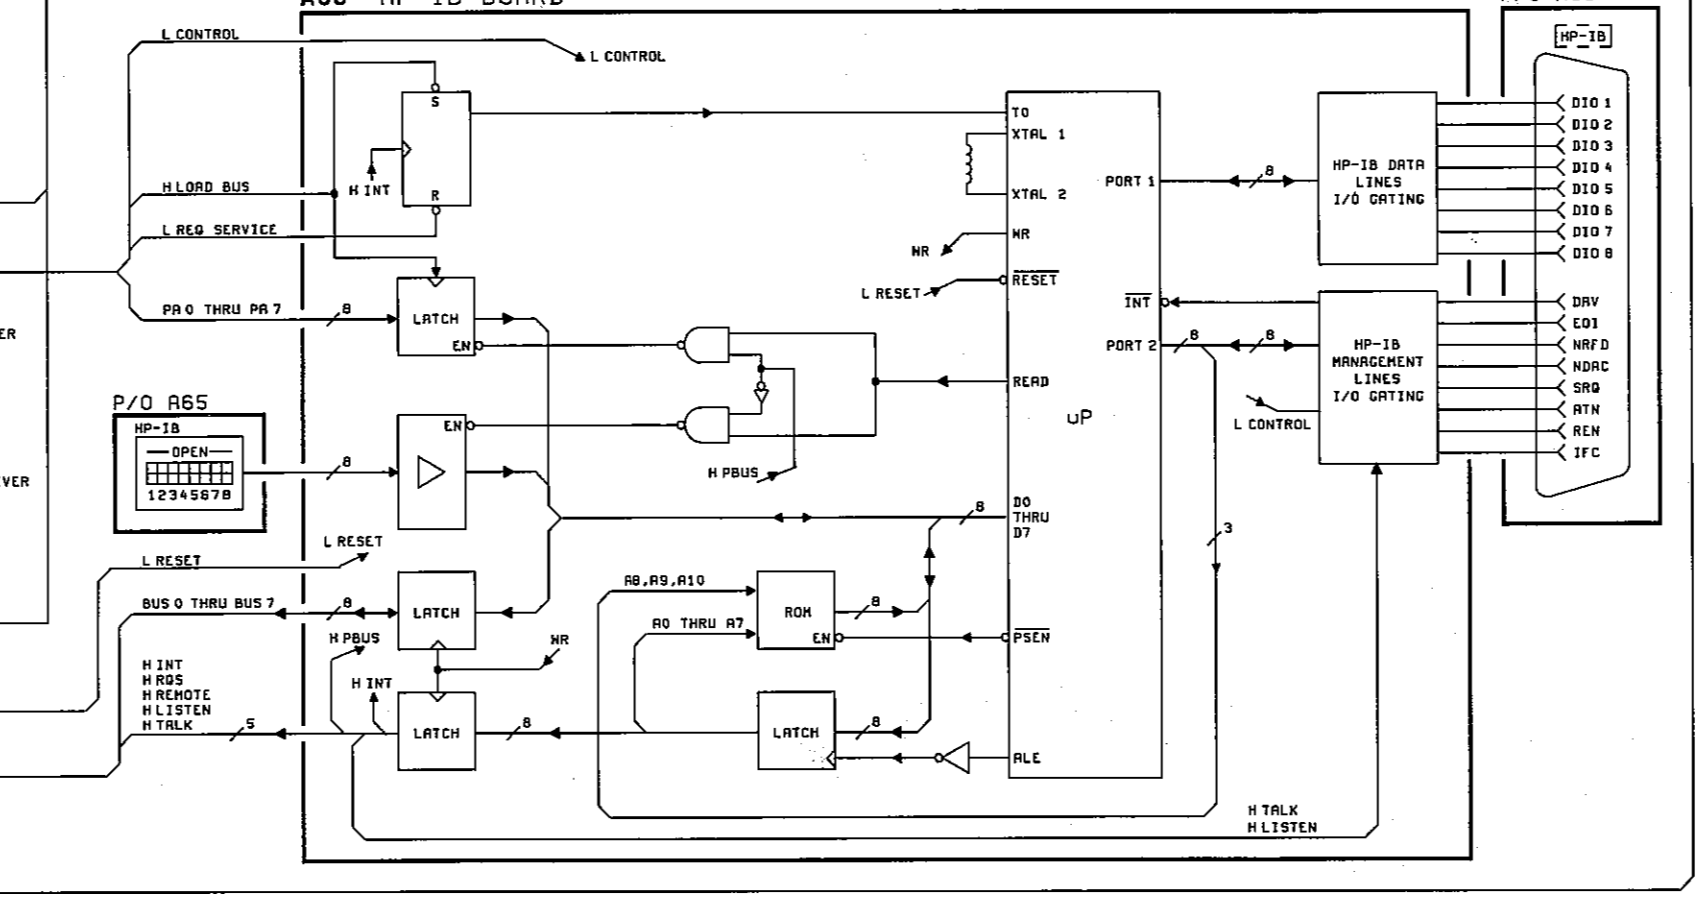 HP-IB BOARD
L CONTROL
L CONTROL
HP-IB
S
H INT
R
H LOAD BUS
L REQ SERVICE
PA 0 THRU PA 7
8
LATCH
EN
TO
XTAL 1
XTAL 2
WR
WR
L RESET
RESET
PORT 1
8
HP-IB DATA
LINES
I/O GATING
DIO 1
DIO 2
DIO 3
DIO 4
DIO 5
DIO 6
DIO 7
DIO 8
INT
PORT 2
8
8
HP-IB
MANAGEMENT
LINES
I/O GATING
L CONTROL
DAV
EOI
NRFD
NDAC
SRQ
ATN
REN
IFC
ER
VER
READ
uP
H PBUS
P/O A65
HP-IB
OPEN
12345678
8
EN
8
D0
THRU
D7
3
L RESET
L RESET
BUS 0 THRU BUS 7
8
LATCH
H PBUS
WR
A8,A9,A10
A0 THRU A7
ROM
EN
8
PSEN
H INT
H RQS
H REMOTE
H LISTEN
H TALK
5
H INT
LATCH
8
LATCH
8
ALE
H TALK
H LISTEN